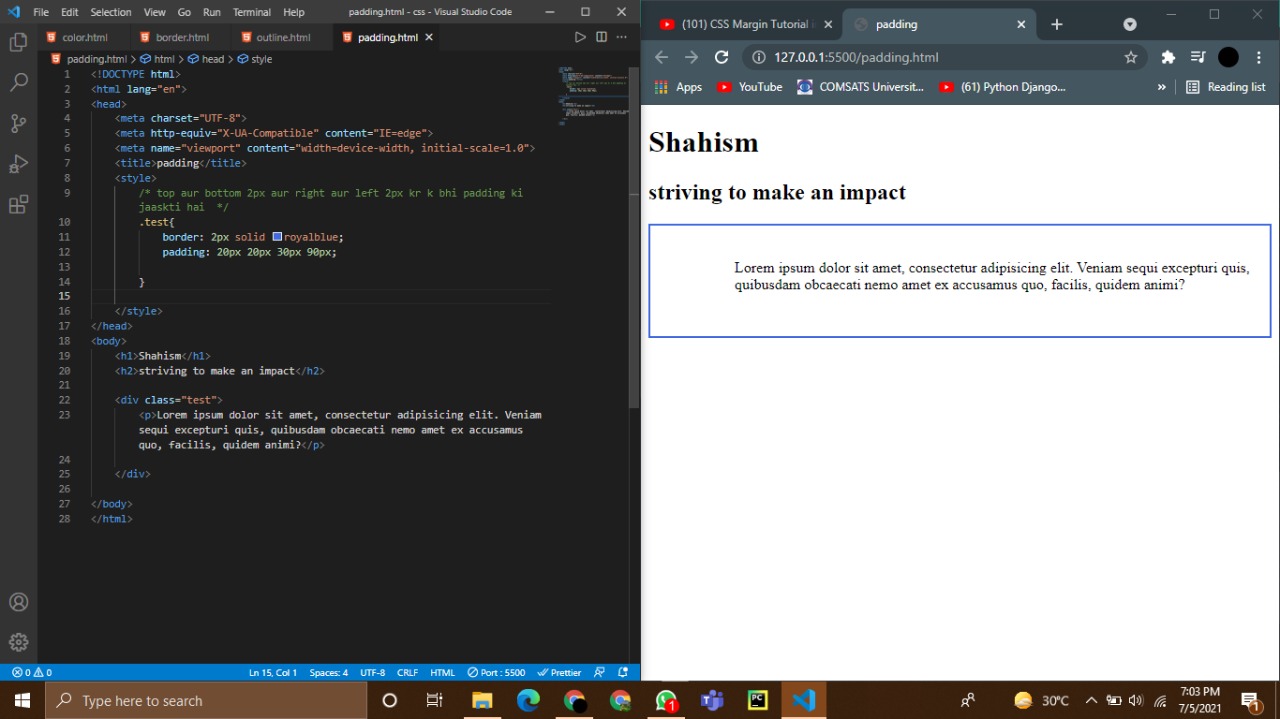 File Edit Selection View Go Run Terminal Help padding.html - css - Visual Studio Code
color.html border.html outline.html padding.html
padding.html > html > head > style
1 <!DOCTYPE html>
2 <html lang="en">
3 <head>
4 <meta charset="UTF-8">
5 <meta http-equiv="X-UA-Compatible" content="IE=edge">
6 <meta name="viewport" content="width=device-width, initial-scale=1.0">
7 <title>padding</title>
8 <style>
9 /* top aur bottom 2px aur right aur left 2px kr k bhi padding ki
jaaskti hai */
10 .test{
11 border: 2px solid royalblue;
12 padding: 20px 20px 30px 90px;
13
14 }
15
16 </style>
17 </head>
18 <body>
19 <h1>Shahism</h1>
20 <h2>striving to make an impact</h2>
21
22 <div class="test">
23 <p>Lorem ipsum dolor sit amet, consectetur adipisicing elit. Veniam
sequi excepturi quis, quibusdam obcaecati nemo amet ex accusamus
quo, facilis, quidem animi?</p>
24
25 </div>
26
27 </body>
28 </html>
0 0 Ln 15, Col 1 Spaces: 4 UTF-8 CRLF HTML Port : 5500 Prettier
(101) CSS Margin Tutorial padding
127.0.0.1:5500/padding.html
Apps YouTube COMSATS Universit... (61) Python Django... » Reading list
Shahism
striving to make an impact
Lorem ipsum dolor sit amet, consectetur adipisicing elit. Veniam sequi excepturi quis,
quibusdam obcaecati nemo amet ex accusamus quo, facilis, quidem animi?
Type here to search PC 1 30°C 7:03 PM
7/5/2021 1